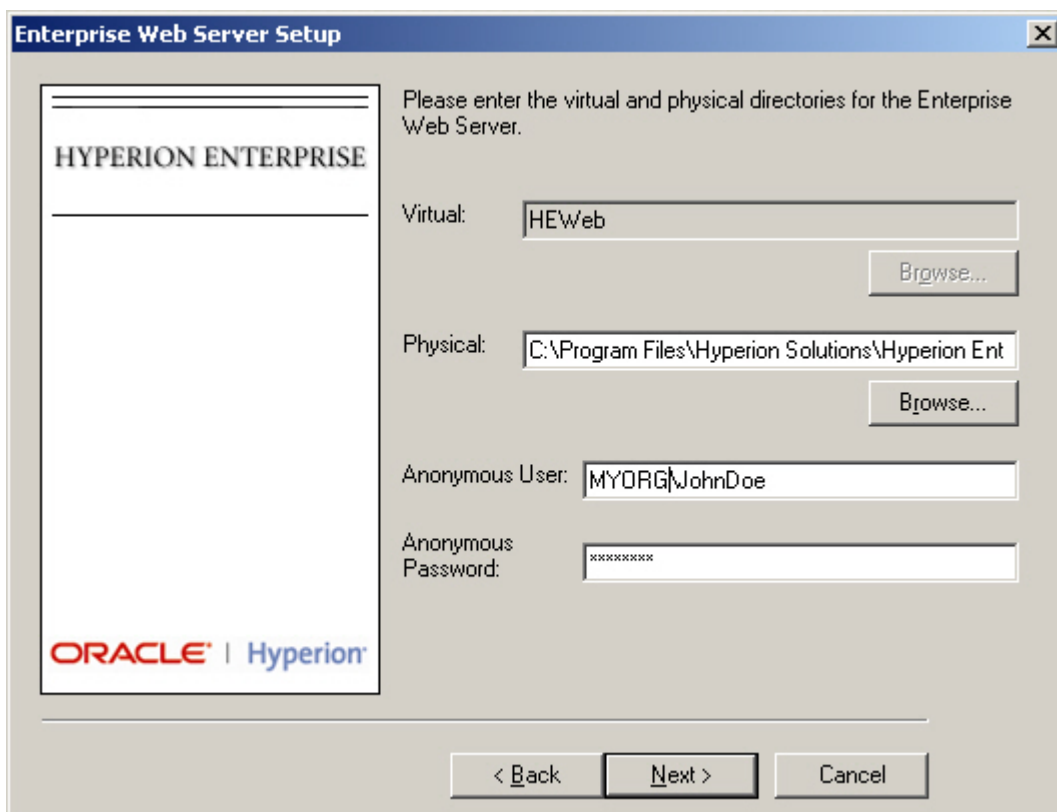 Enterprise Web Server Setup
HYPERION ENTERPRISE
Please enter the virtual and physical directories for the Enterprise
Web Server.
Virtual:
HEWeb
Browse...
Physical:
C:\Program Files\Hyperion Solutions\Hyperion Ent
Browse...
Anonymous User:
MYORG\JohnDoe
Anonymous
Password:
********
ORACLE | Hyperion
< Back
Next >
Cancel